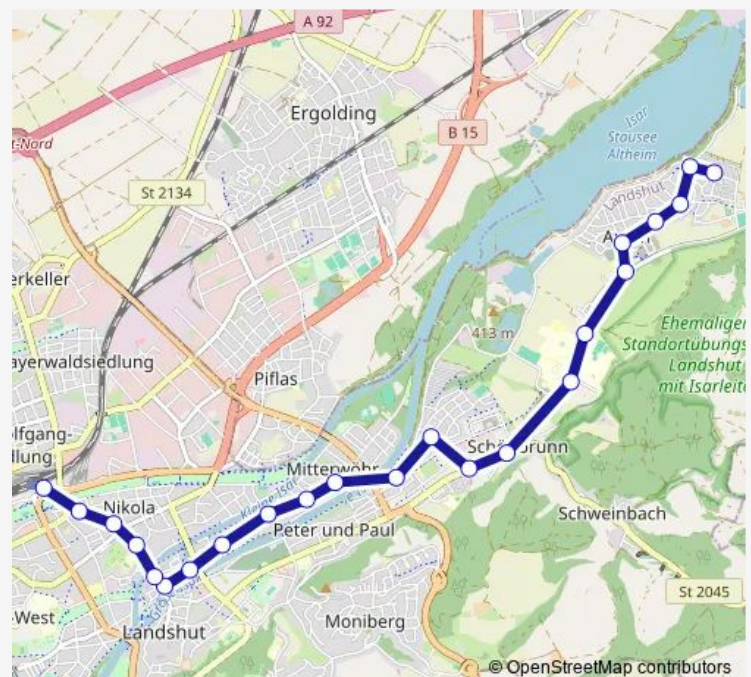 A 92
Ergolding
B 15
Isar
Stausee
Altheim
t-Nord
St 2134
Landshut
erkeller
413 m
Ehemaliger
Standortübungs
Landshut
mit Isarleite
ayerwaldsiedlung
Piflas
olfgang-
dlung
Mitterwöhr
Nikola
Kleine Isar
Peter und Paul
Schweinbach
St 2045
-West
Landshut
Moniberg
© OpenStreetMap contributors